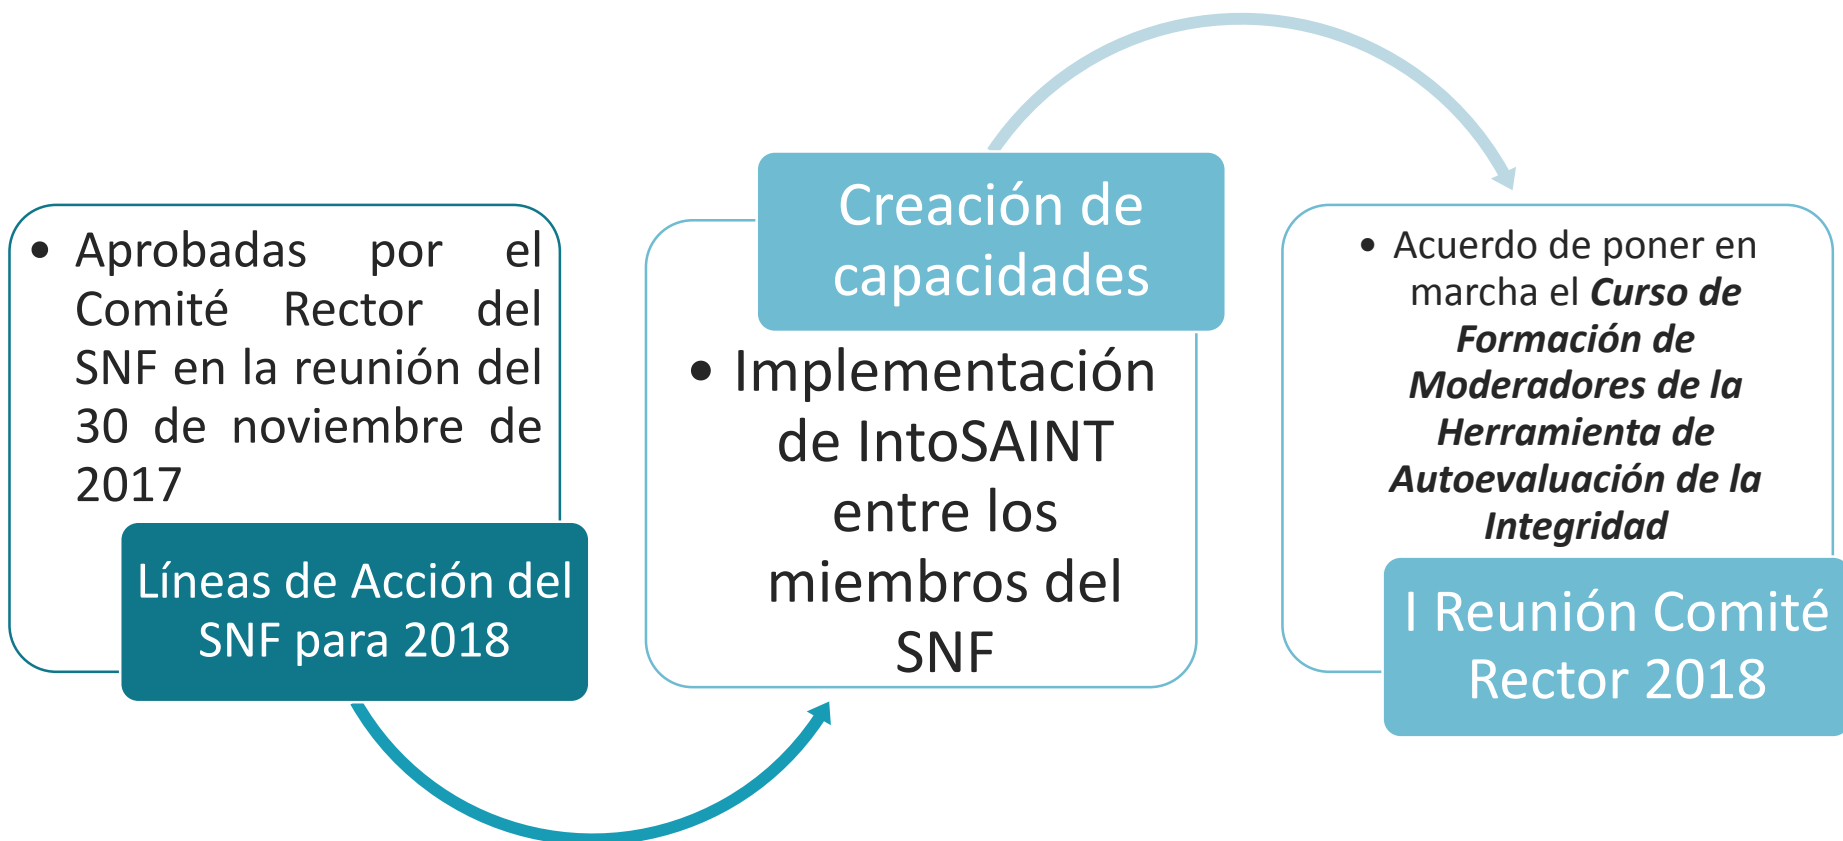 • Aprobadas por el
Comité Rector del
SNF en la reunión del
30 de noviembre de
2017
Líneas de Acción del
SNF para 2018
Creación de
capacidades
• Implementación
de IntoSAINT
entre los
miembros del
SNF
• Acuerdo de poner en
marcha el Curso de
Formación de
Moderadores de la
Herramienta de
Autoevaluación de la
Integridad
I Reunión Comité
Rector 2018